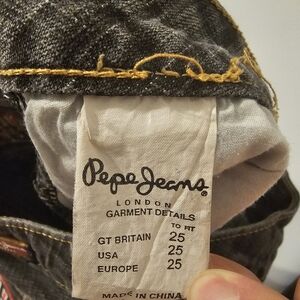 Pepe Jeans
LONDON
GARMENT DETAILS
TO FIT
GT BRITAIN 25
USA 25
EUROPE 25
MADE IN CHINA